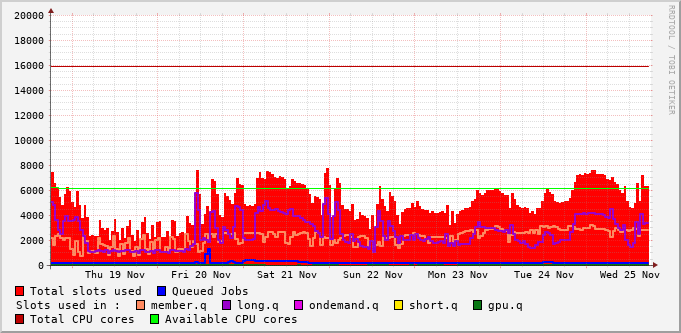 RRDTOOL / TOBI OETIKER
20000
18000
16000
14000
12000
10000
8000
6000
4000
2000
0
Thu 19 Nov Fri 20 Nov Sat 21 Nov Sun 22 Nov Mon 23 Nov Tue 24 Nov Wed 25 Nov
Total slots used Queued Jobs
Slots used in : member.q long.q ondemand.q short.q gpu.q
Total CPU cores Available CPU cores